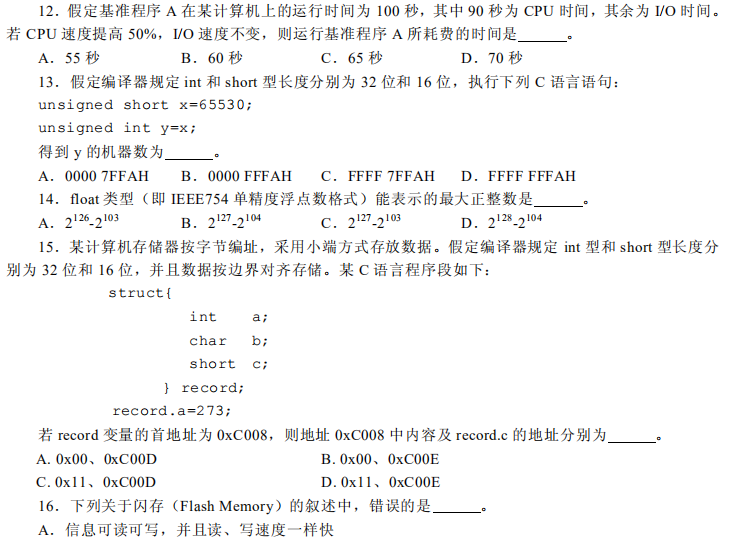 12．假定基准程序 A 在某计算机上的运行时间为 100 秒，其中 90 秒为 CPU 时间，其余为 I/O 时间。
若 CPU 速度提高 50%，I/O 速度不变，则运行基准程序 A 所耗费的时间是______。
A．55 秒 B．60 秒 C．65 秒 D．70 秒
13．假定编译器规定 int 和 short 型长度分别为 32 位和 16 位，执行下列 C 语言语句：
unsigned short x=65530;
unsigned int y=x;
得到 y 的机器数为______。
A．0000 7FFAH B．0000 FFFAH C．FFFF 7FFAH D．FFFF FFFAH
14．float 类型（即 IEEE754 单精度浮点数格式）能表示的最大正整数是______。
A．2¹²⁶-2¹⁰³ B．2¹²⁷-2¹⁰⁴ C．2¹²⁷-2¹⁰³ D．2¹²⁸-2¹⁰⁴
15．某计算机存储器按字节编址，采用小端方式存放数据。假定编译器规定 int 型和 short 型长度分
别为 32 位和 16 位，并且数据按边界对齐存储。某 C 语言程序段如下：
struct{
int a;
char b;
short c;
} record;
record.a=273;
若 record 变量的首地址为 0xC008，则地址 0xC008 中内容及 record.c 的地址分别为______。
A. 0x00、0xC00D B. 0x00、0xC00E
C. 0x11、0xC00D D. 0x11、0xC00E
16．下列关于闪存（Flash Memory）的叙述中，错误的是______。
A．信息可读可写，并且读、写速度一样快